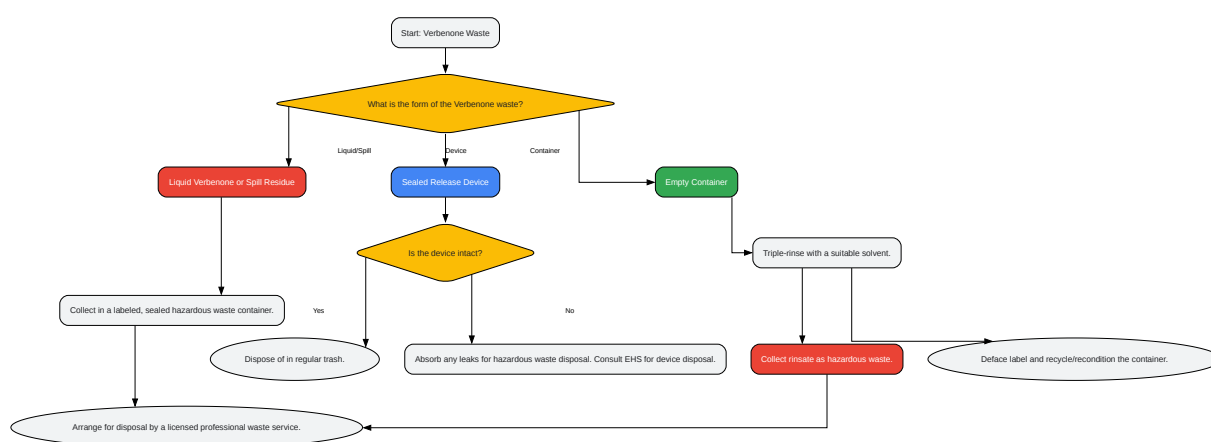 Start: Verbenone Waste
What is the form of the Verbenone waste?
Liquid/Spill
Device
Container
Liquid Verbenone or Spill Residue
Sealed Release Device
Empty Container
Is the device intact?
Triple-rinse with a suitable solvent.
Collect in a labeled, sealed hazardous waste container.
Yes
No
Dispose of in regular trash.
Absorb any leaks for hazardous waste disposal. Consult EHS for device disposal.
Collect rinsate as hazardous waste.
Deface label and recycle/recondition the container.
Arrange for disposal by a licensed professional waste service.